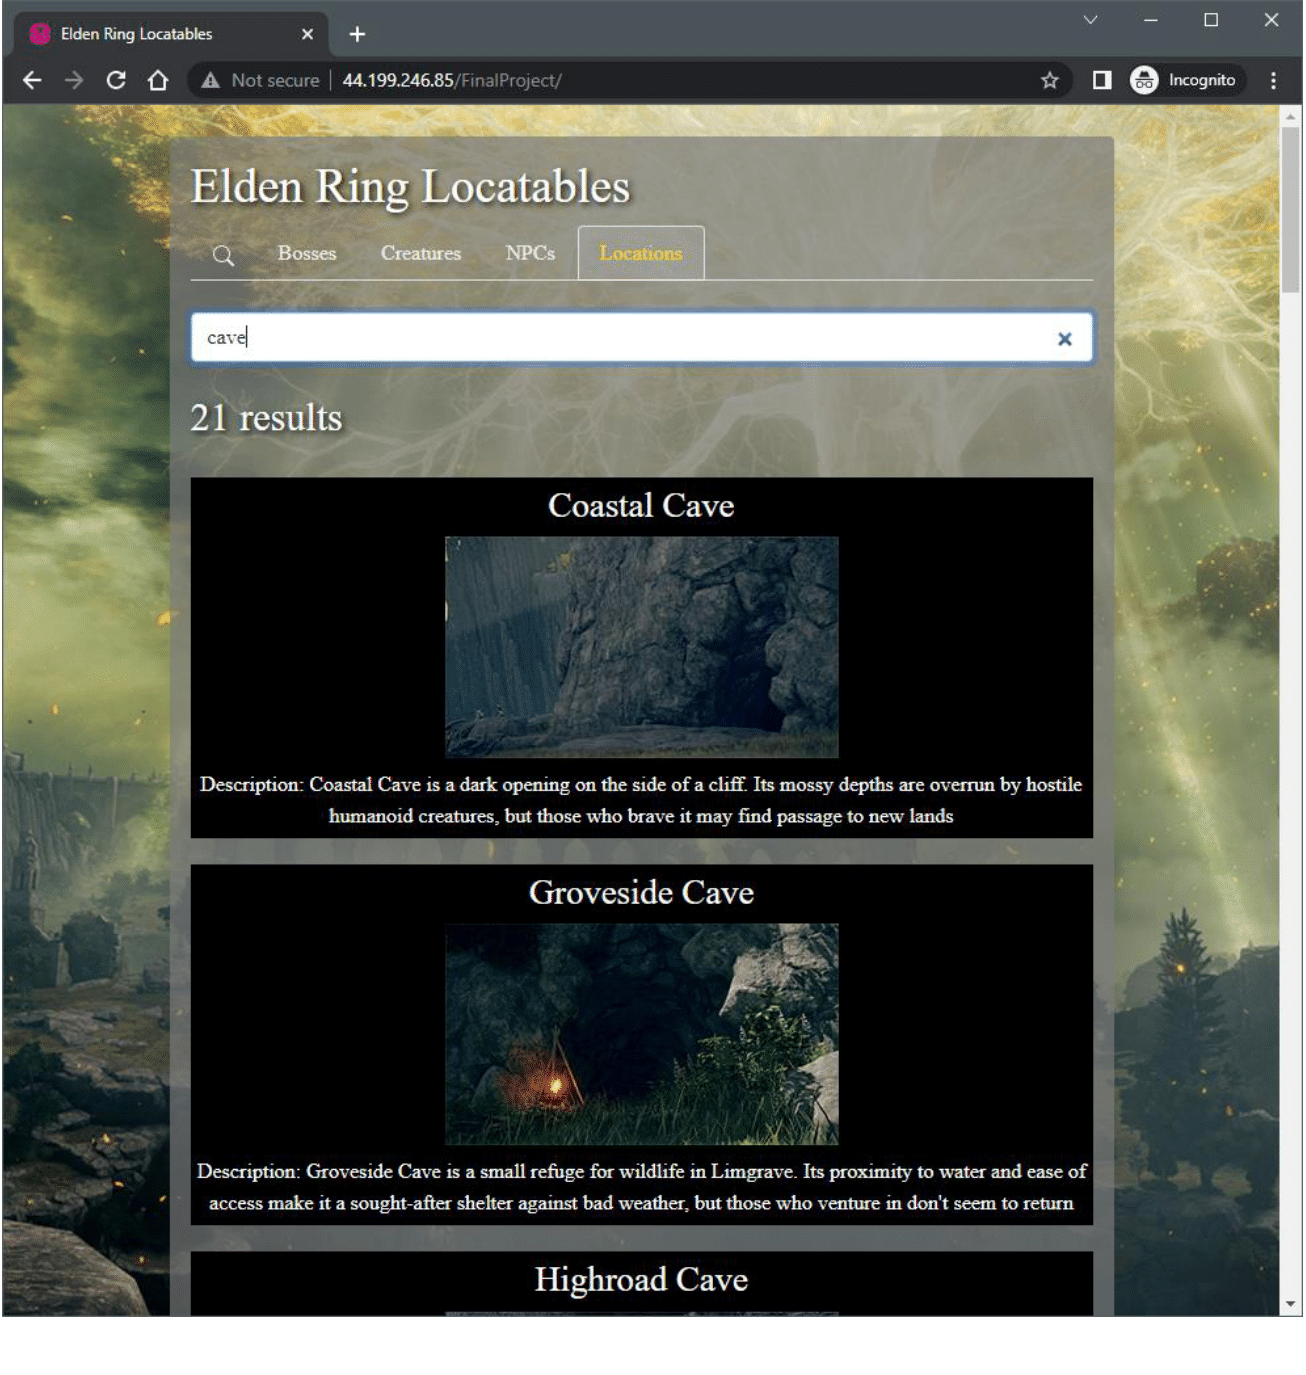 Elden Ring Locatables
Not secure | 44.199.246.85/FinalProject/
Incognito
Elden Ring Locatables
Bosses Creatures NPCs Locations
cave
21 results
Coastal Cave
Description: Coastal Cave is a dark opening on the side of a cliff. Its mossy depths are overrun by hostile
humanoid creatures, but those who brave it may find passage to new lands
Groveside Cave
Description: Groveside Cave is a small refuge for wildlife in Limgrave. Its proximity to water and ease of
access make it a sought-after shelter against bad weather, but those who venture in don't seem to return
Highroad Cave